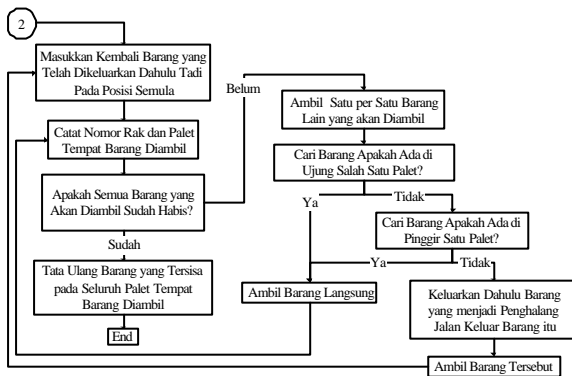 2
Masukkan Kembali Barang yang
Telah Dikeluarkan Dahulu Tadi
Pada Posisi Semula
Catat Nomor Rak dan Palet
Tempat Barang Diambil
Apakah Semua Barang yang
Akan Diambil Sudah Habis?
Sudah
Tata Ulang Barang yang Tersisa
pada Seluruh Palet Tempat
Barang Diambil
End
Belum
Ambil Satu per Satu Barang
Lain yang akan Diambil
Cari Barang Apakah Ada di
Ujung Salah Satu Palet?
Ya
Tidak
Cari Barang Apakah Ada di
Pinggir Satu Palet?
Ya
Tidak
Ambil Barang Langsung
Keluarkan Dahulu Barang
yang menjadi Penghalang
Jalan Keluar Barang itu
Ambil Barang Tersebut